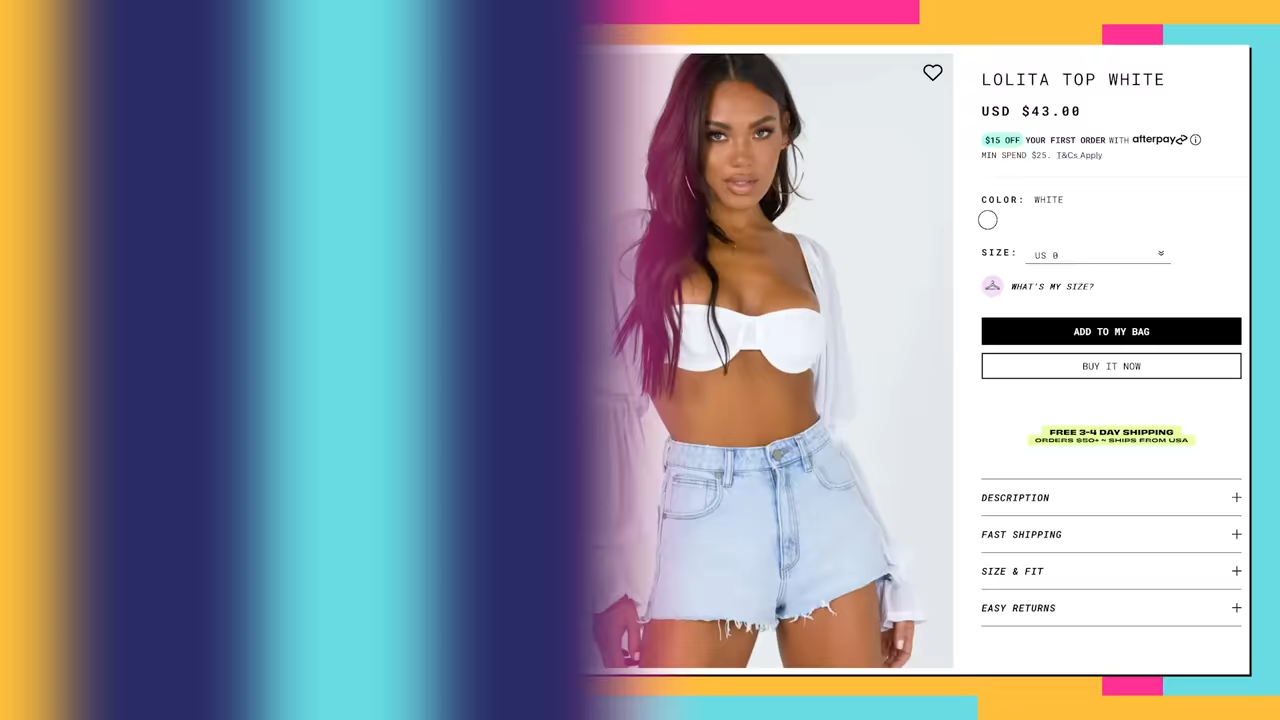 LOLITA TOP WHITE
USD $43.00
$15 OFF YOUR FIRST ORDER WITH afterpay
MIN SPEND $25. T&Cs Apply
COLOR: WHITE
SIZE: US 0
WHAT'S MY SIZE?
ADD TO MY BAG
BUY IT NOW
FREE 3-4 DAY SHIPPING
ORDERS $50+ ~ SHIPS FROM USA
DESCRIPTION
FAST SHIPPING
SIZE & FIT
EASY RETURNS